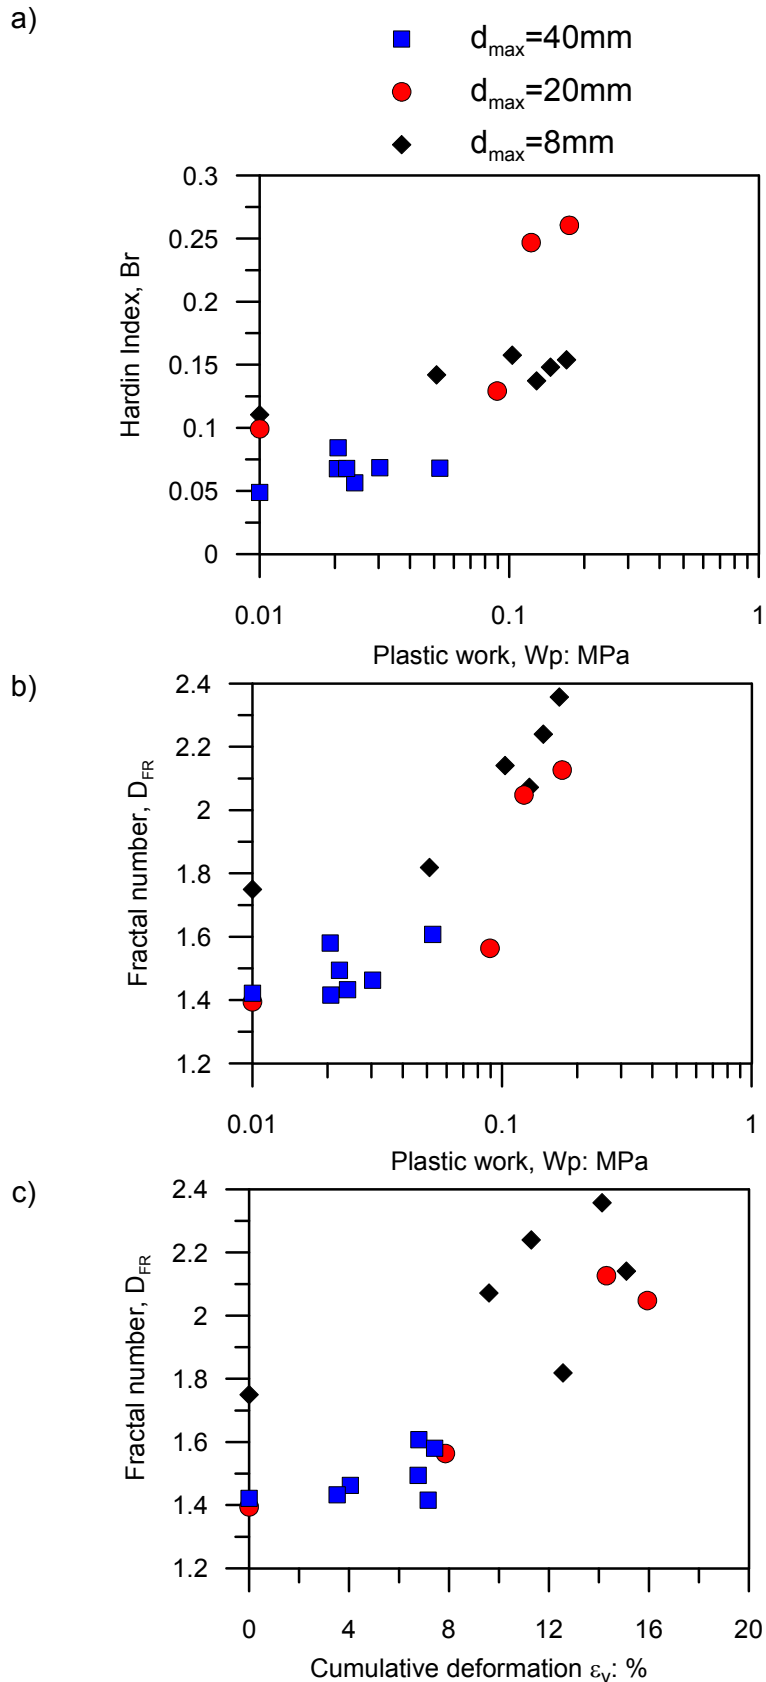 a)
dmax=40mm
dmax=20mm
dmax=8mm
0.3
0.25
0.2
0.15
0.1
0.05
0
Hardin Index, Br
0.01 0.1 1
Plastic work, Wp: MPa
b)
2.4
2.2
2
1.8
1.6
1.4
1.2
Fractal number, DFR
0.01 0.1 1
Plastic work, Wp: MPa
c)
2.4
2.2
2
1.8
1.6
1.4
1.2
Fractal number, DFR
0 4 8 12 16 20
Cumulative deformation εv: %